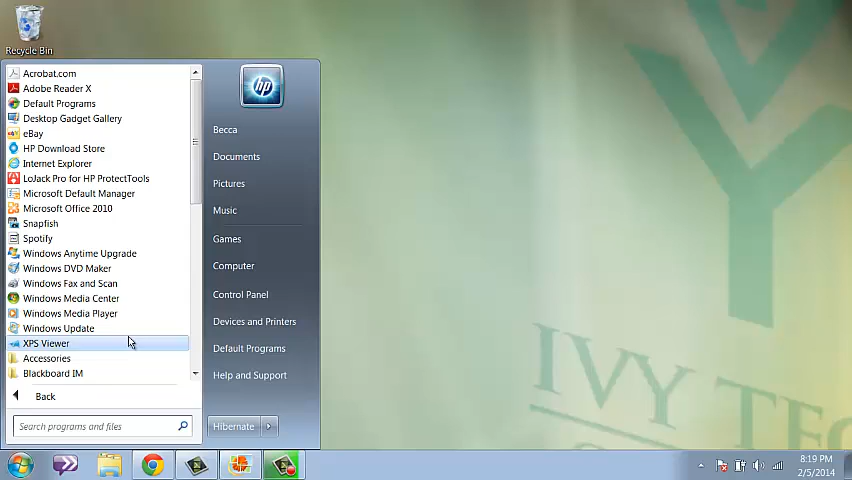 Recycle Bin
Acrobat.com
Adobe Reader X
Default Programs
Desktop Gadget Gallery
eBay
HP Download Store
Internet Explorer
LoJack Pro for HP ProtectTools
Microsoft Default Manager
Microsoft Office 2010
Snapfish
Spotify
Windows Anytime Upgrade
Windows DVD Maker
Windows Fax and Scan
Windows Media Center
Windows Media Player
Windows Update
XPS Viewer
Accessories
Blackboard IM
Back
Search programs and files
hp
Becca
Documents
Pictures
Music
Games
Computer
Control Panel
Devices and Printers
Default Programs
Help and Support
Hibernate
IVY TE
8:19 PM
2/5/2014